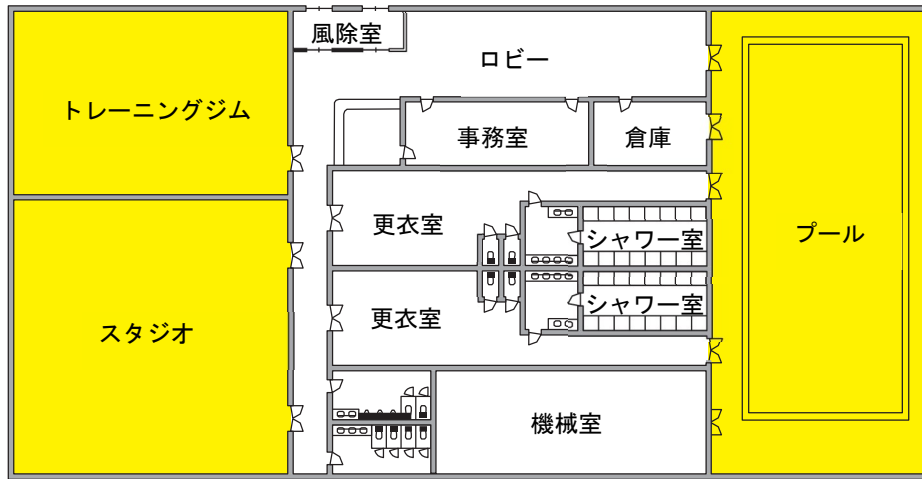 風除室
ロビー
トレーニングジム
事務室
倉庫
更衣室
シャワー室
プール
更衣室
シャワー室
スタジオ
機械室